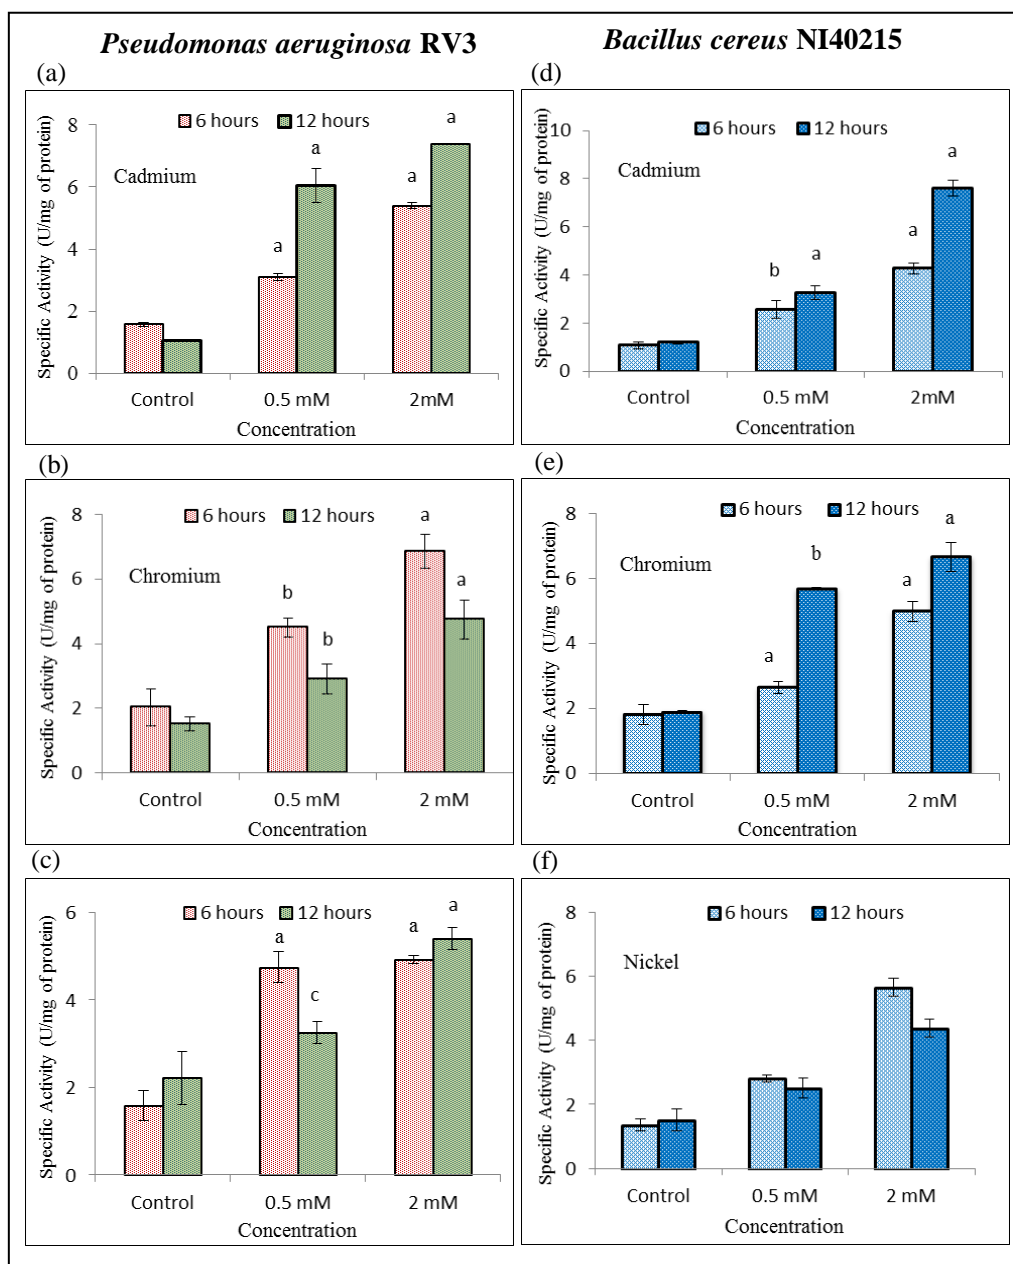 Pseudomonas aeruginosa RV3
Bacillus cereus NI40215
(a)
6 hours 12 hours
Specific Activity (U/mg of protein)
8
6
4
2
0
Cadmium
a
a
a
a
Control 0.5 mM 2mM
Concentration
(b)
6 hours 12 hours
Specific Activity (U/mg of protein)
8
6
4
2
0
Chromium
b
b
a
a
Control 0.5 mM 2 mM
Concentration
(c)
6 hours 12 hours
Specific Activity (U/mg of protein)
6
4
2
0
a
c
a
a
Control 0.5 mM 2 mM
Concentration
(d)
6 hours 12 hours
Specific Activity (U/mg of protein)
10
8
6
4
2
0
Cadmium
b
a
a
a
Control 0.5 mM 2mM
Concentration
(e)
6 hours 12 hours
Specific Activity (U/mg of protein)
8
6
4
2
0
Chromium
a
b
a
a
Control 0.5 mM 2 mM
Concentration
(f)
6 hours 12 hours
Specific Activity (U/mg of protein)
8
6
4
2
0
Nickel
Control 0.5 mM 2 mM
Concentration